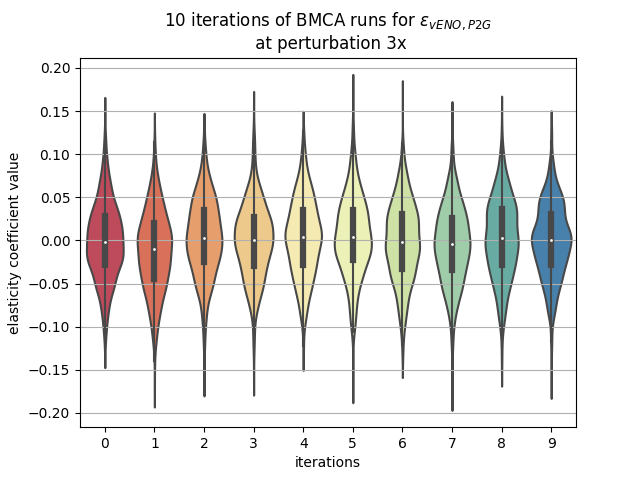 10 iterations of BMCA runs for ε_{vENO,P2G}
at perturbation 3x
elasticity coefficient value
0.20
0.15
0.10
0.05
0.00
−0.05
−0.10
−0.15
−0.20
0 1 2 3 4 5 6 7 8 9
iterations